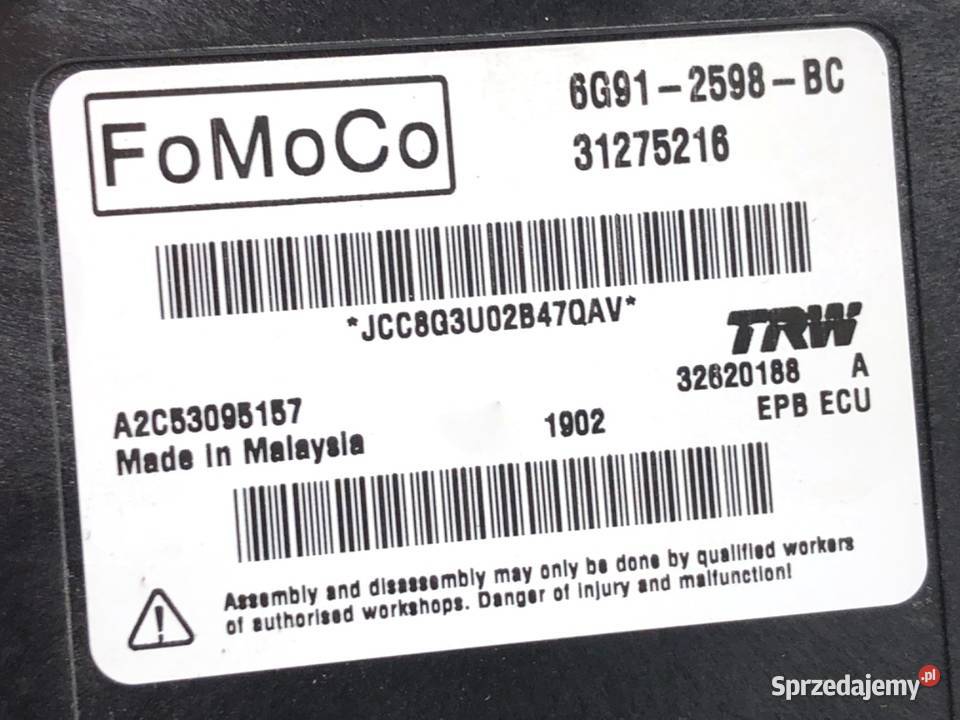 FoMoCo
6G91-2598-BC
31275216
*JCC8G3U02B47QAV*
TRW
32620188 A
EPB ECU
A2C53095157
Made in Malaysia
1902
Assembly and disassembly may only be done by qualified workers
of authorised workshops. Danger of injury and malfunction!
Sprzedajemy.pl